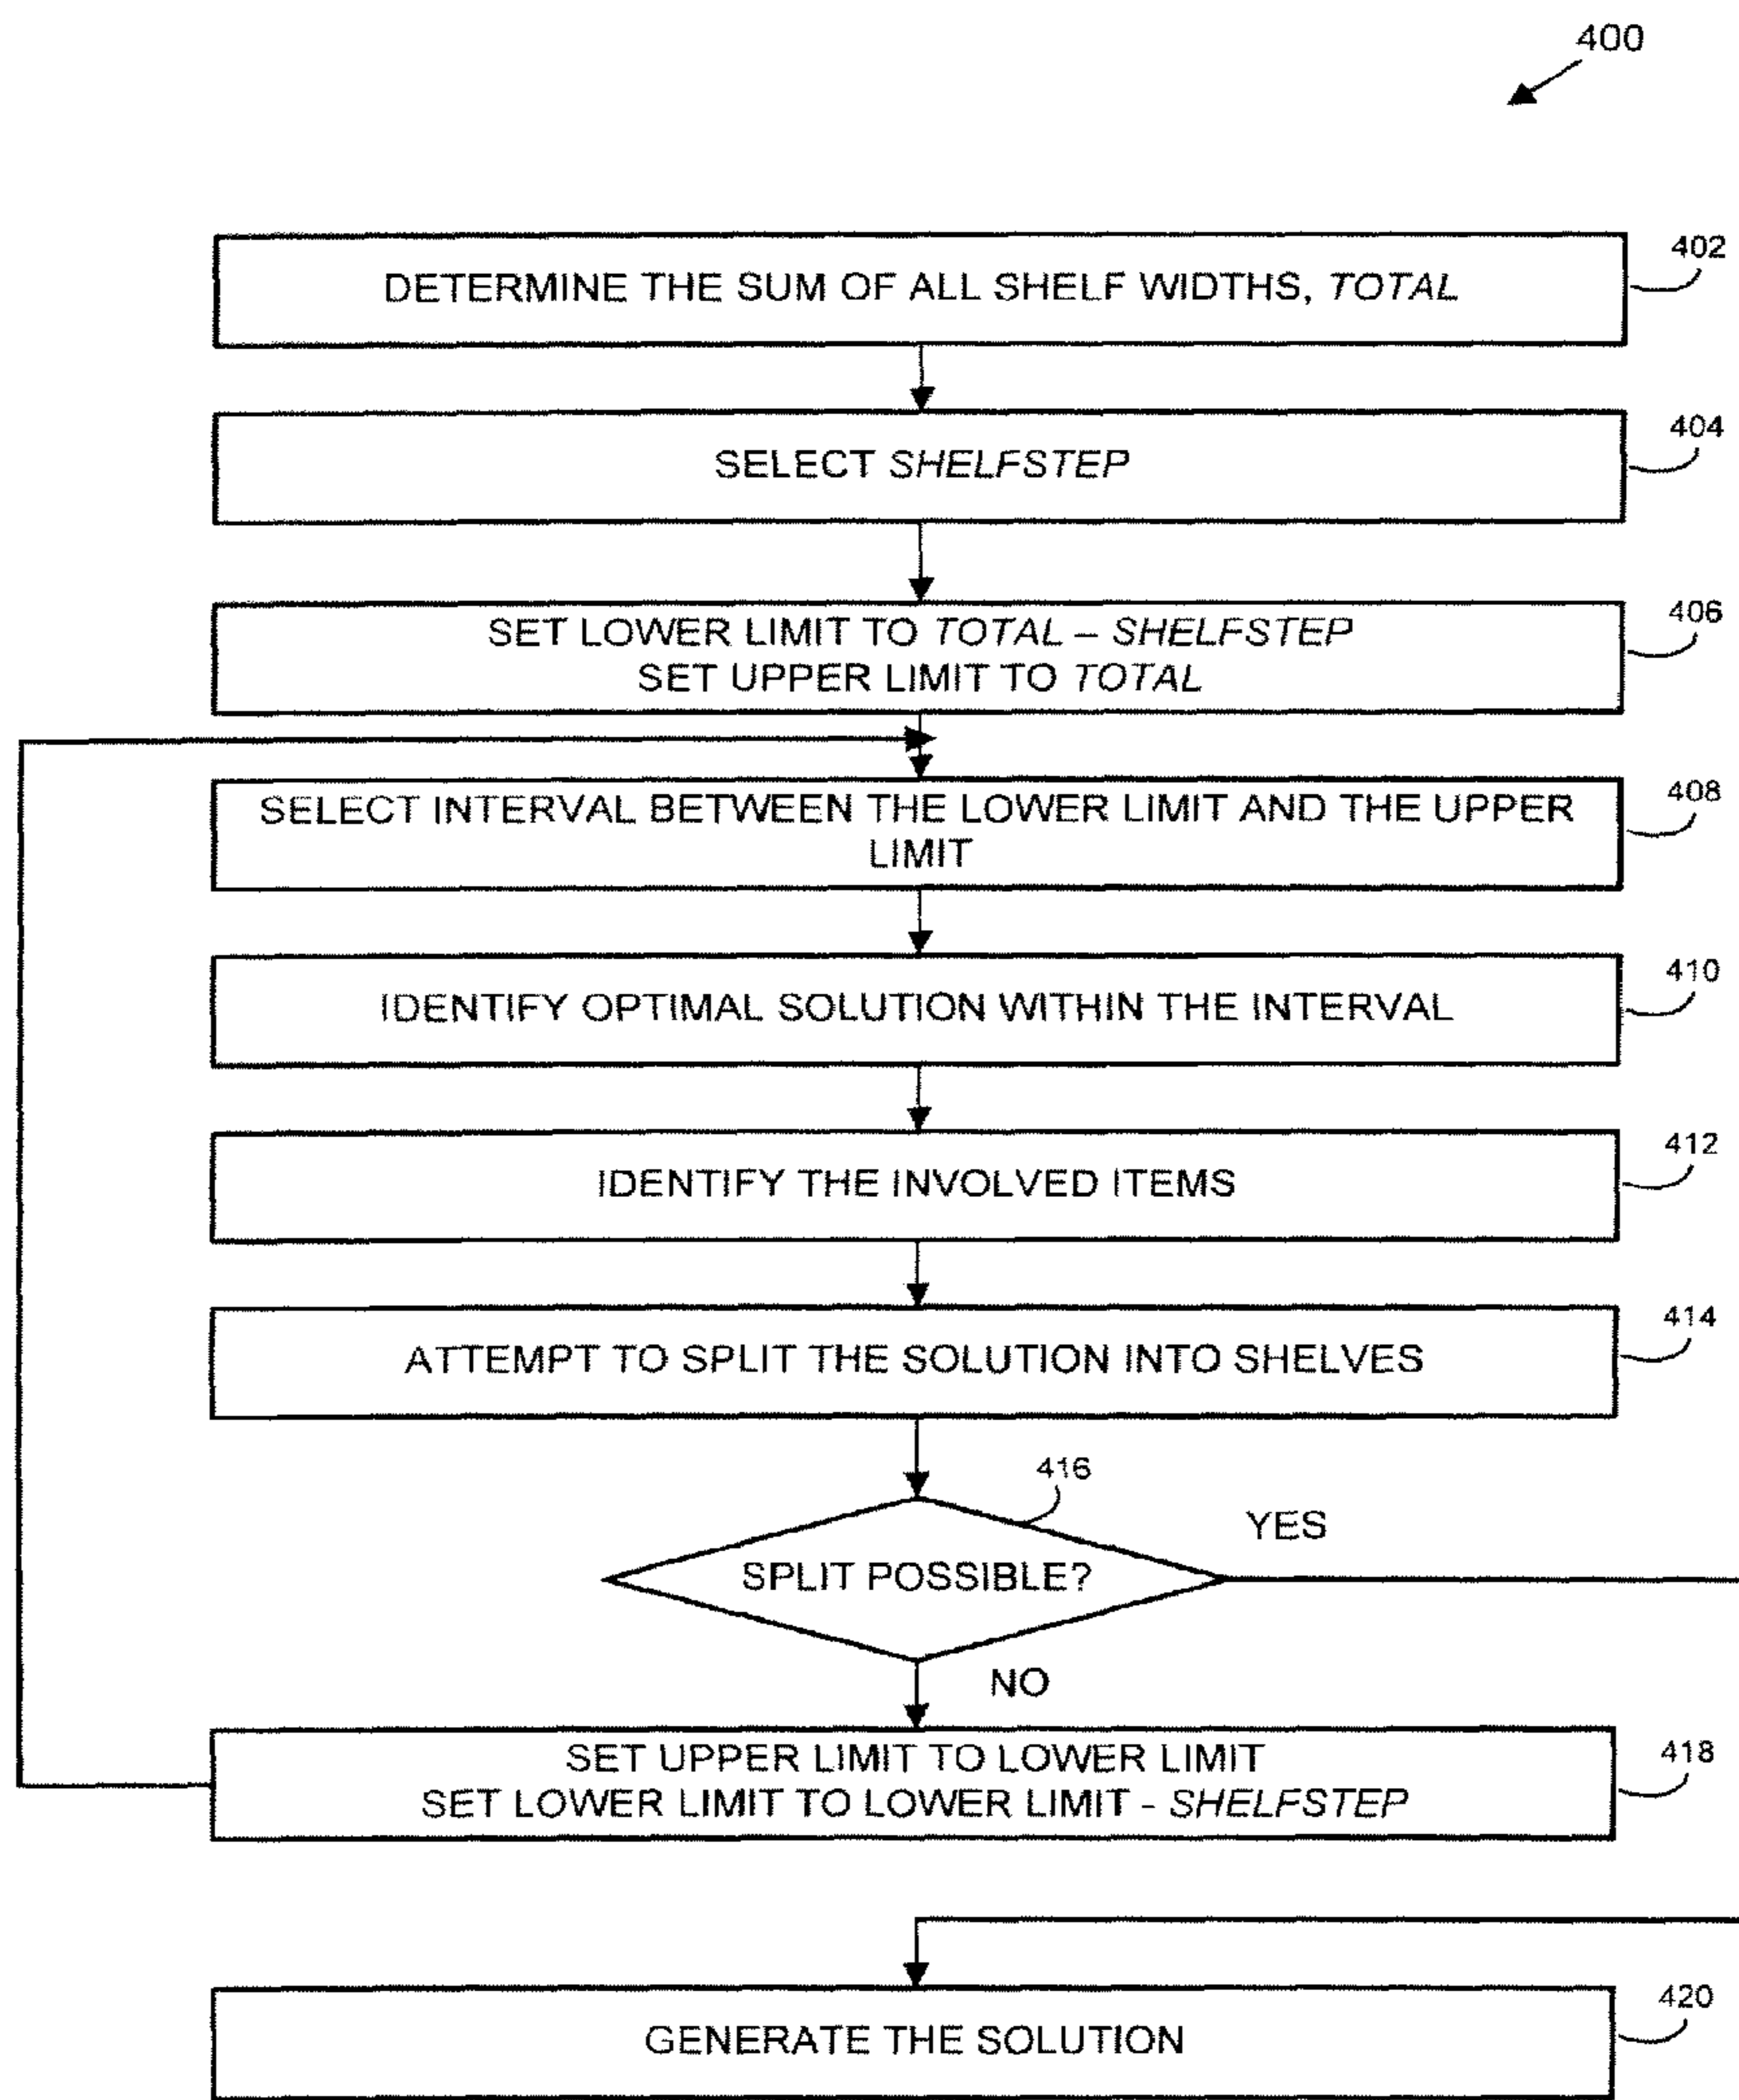 400
DETERMINE THE SUM OF ALL SHELF WIDTHS, TOTAL
402
SELECT SHELFSTEP
404
SET LOWER LIMIT TO TOTAL – SHELFSTEP
SET UPPER LIMIT TO TOTAL
406
SELECT INTERVAL BETWEEN THE LOWER LIMIT AND THE UPPER
LIMIT
408
IDENTIFY OPTIMAL SOLUTION WITHIN THE INTERVAL
410
IDENTIFY THE INVOLVED ITEMS
412
ATTEMPT TO SPLIT THE SOLUTION INTO SHELVES
414
416
SPLIT POSSIBLE?
YES
NO
SET UPPER LIMIT TO LOWER LIMIT
SET LOWER LIMIT TO LOWER LIMIT - SHELFSTEP
418
GENERATE THE SOLUTION
420